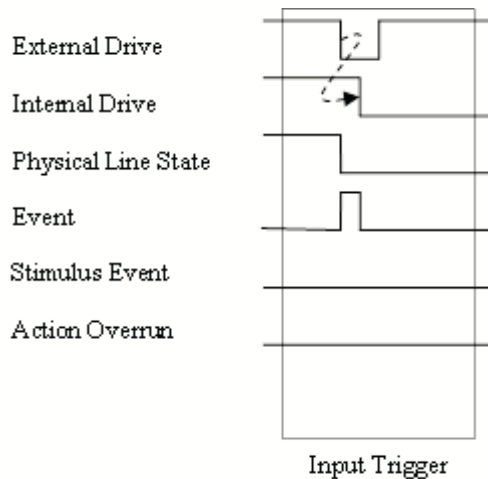 External Drive
Internal Drive
Physical Line State
Event
Stimulus Event
Action Overrun
Input Trigger